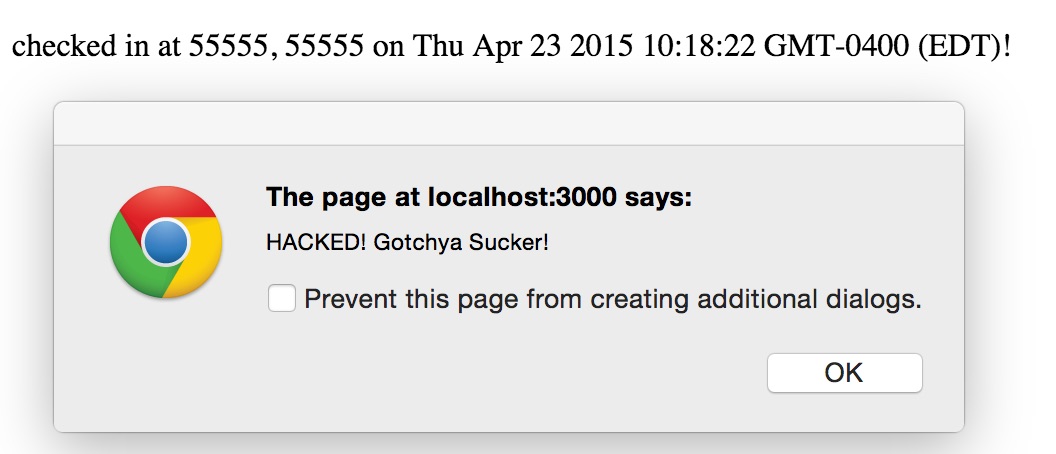 checked in at 55555, 55555 on Thu Apr 23 2015 10:18:22 GMT-0400 (EDT)!
The page at localhost:3000 says:
HACKED! Gotchya Sucker!
Prevent this page from creating additional dialogs.
OK